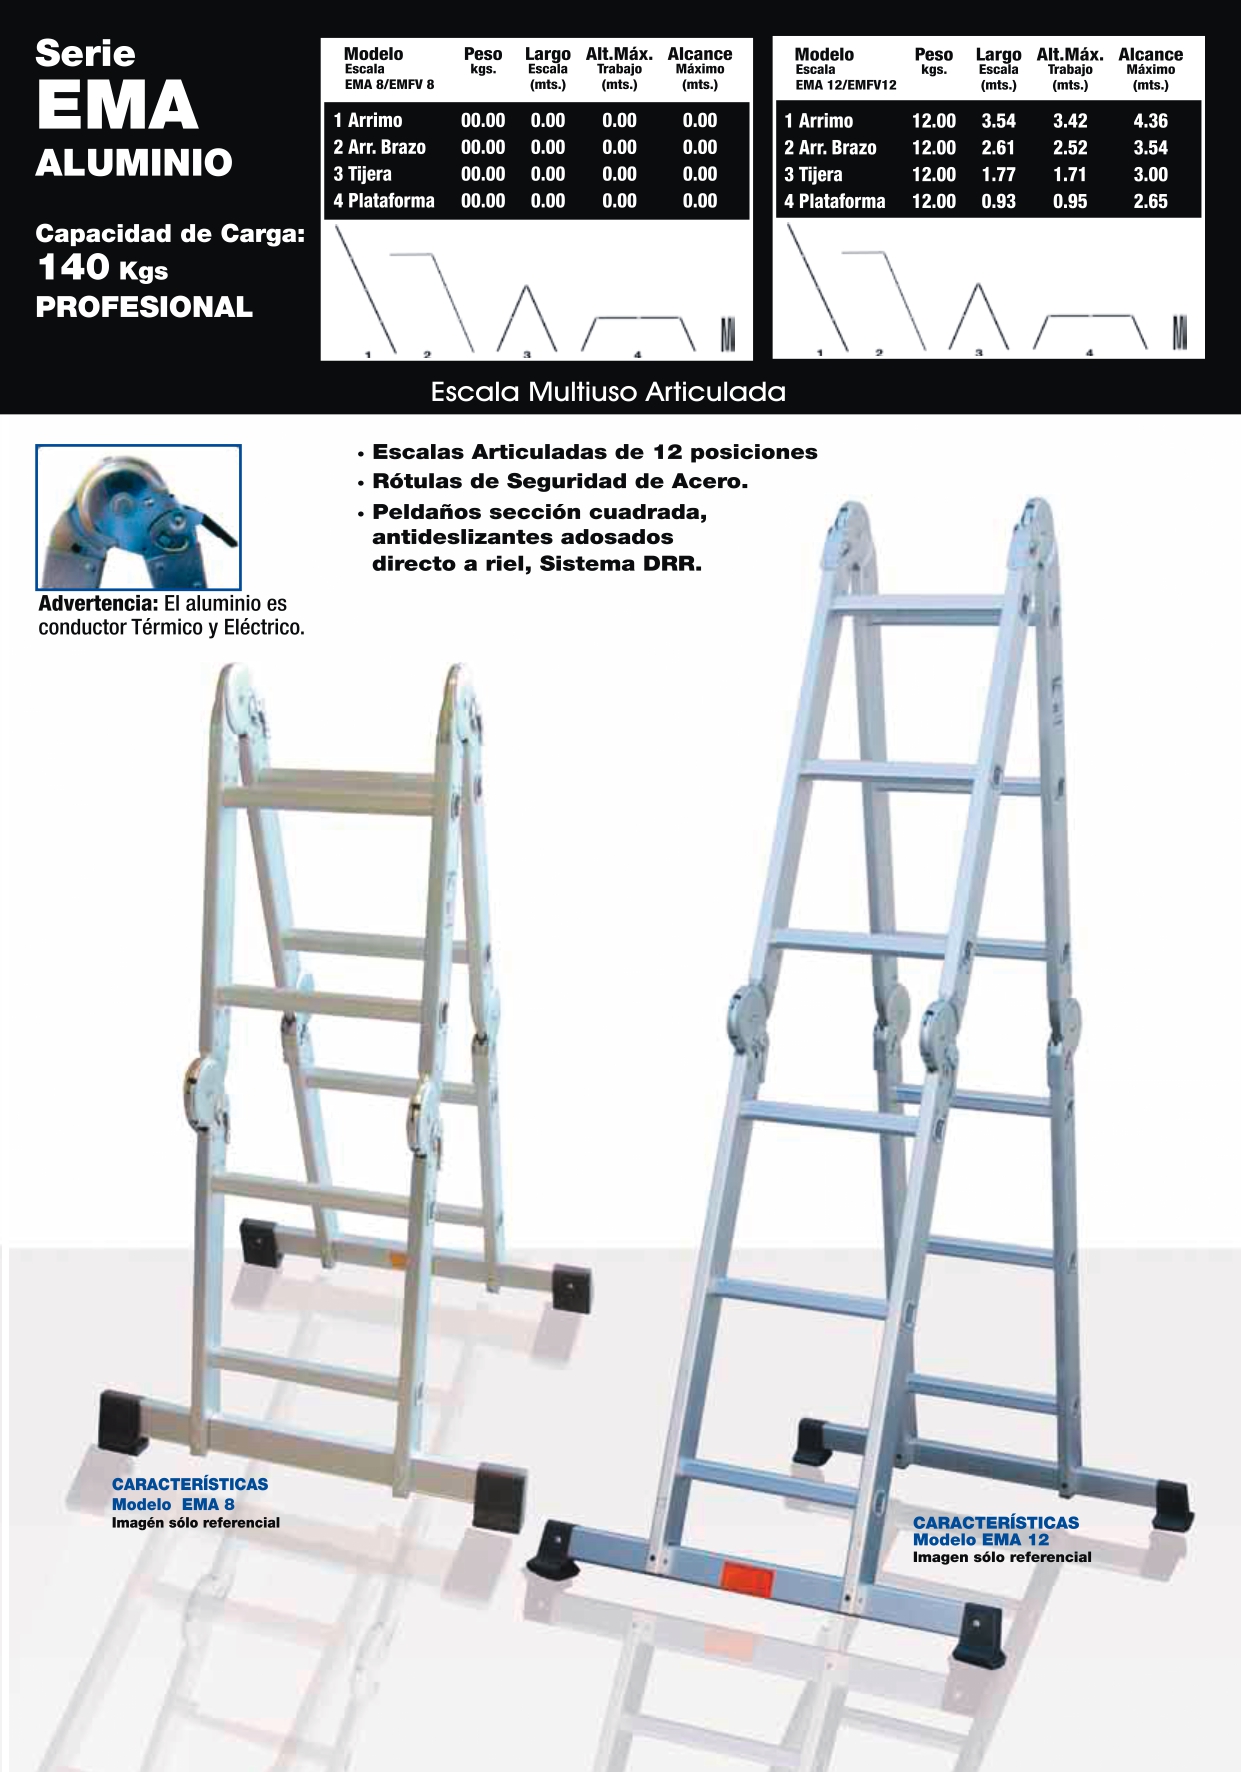 Serie
EMA
ALUMINIO
Capacidad de Carga:
140 Kgs
PROFESIONAL
Modelo Peso Largo Alt.Máx. Alcance
Escala kgs. Escala Trabajo Máximo
EMA 8/EMFV 8 (mts.) (mts.) (mts.)
1 Arrimo 00.00 0.00 0.00 0.00
2 Arr. Brazo 00.00 0.00 0.00 0.00
3 Tijera 00.00 0.00 0.00 0.00
4 Plataforma 00.00 0.00 0.00 0.00
1 2 3 4
Modelo Peso Largo Alt.Máx. Alcance
Escala kgs. Escala Trabajo Máximo
EMA 12/EMFV12 (mts.) (mts.) (mts.)
1 Arrimo 12.00 3.54 3.42 4.36
2 Arr. Brazo 12.00 2.61 2.52 3.54
3 Tijera 12.00 1.77 1.71 3.00
4 Plataforma 12.00 0.93 0.95 2.65
1 2 3 4
Escala Multiuso Articulada
• Escalas Articuladas de 12 posiciones
• Rótulas de Seguridad de Acero.
• Peldaños sección cuadrada,
antideslizantes adosados
directo a riel, Sistema DRR.
Advertencia: El aluminio es
conductor Térmico y Eléctrico.
CARACTERÍSTICAS
Modelo EMA 8
Imagén sólo referencial
CARACTERÍSTICAS
Modelo EMA 12
Imagen sólo referencial